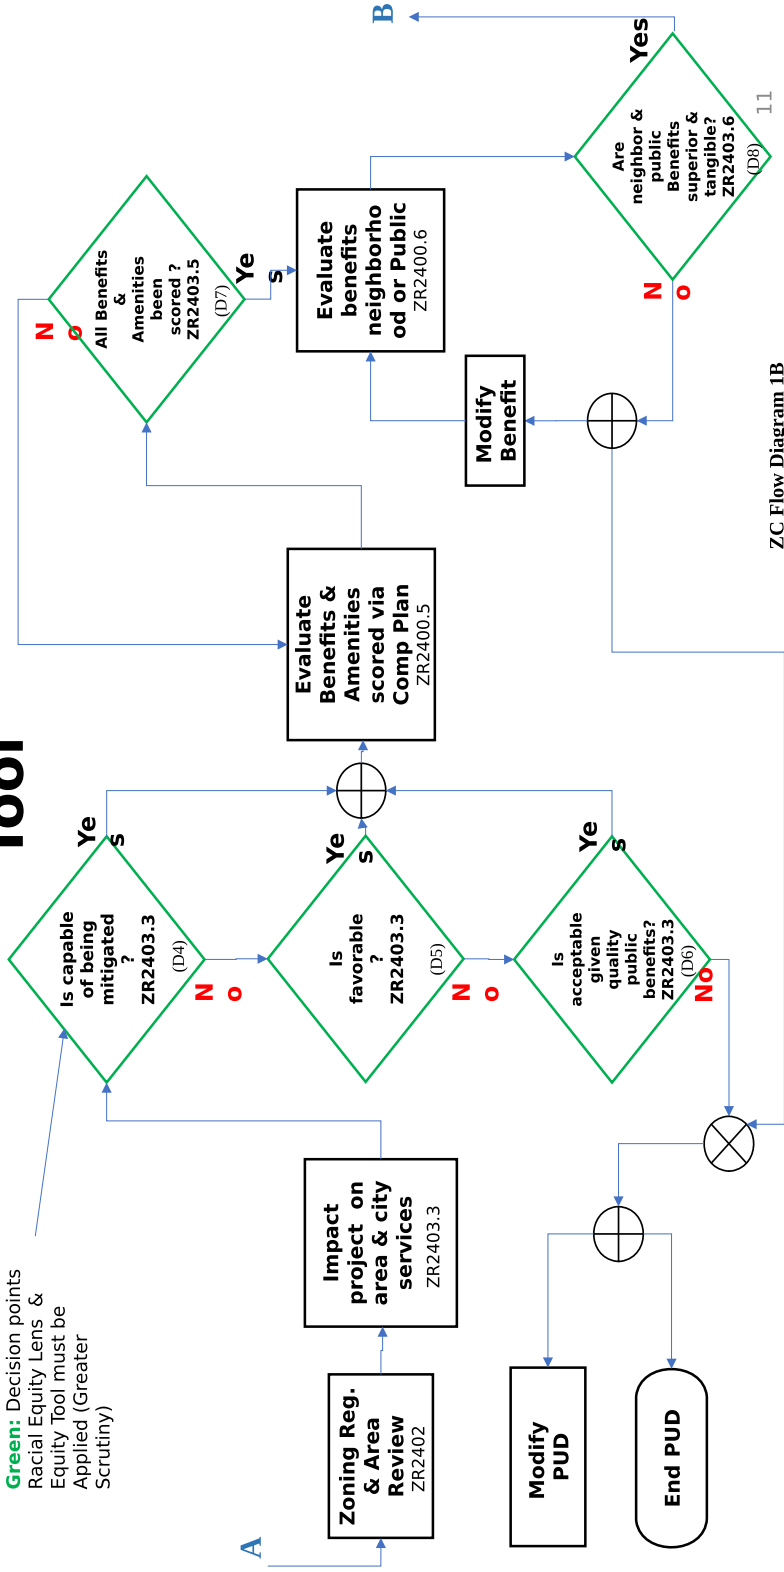 Tool
Green: Decision points
Racial Equity Lens &
Equity Tool must be
Applied (Greater
Scrutiny)
A
Zoning Reg.
& Area
Review
ZR2402
Impact
project on
area & city
services
ZR2403.3
Is capable
of being
mitigated
?
ZR2403.3
(D4)
Ye
s
N
o
Is
favorable
?
ZR2403.3
(D5)
Ye
s
N
o
Is
acceptable
given
quality
public
benefits?
ZR2403.3
(D6)
Ye
s
No
Modify
PUD
End PUD
Evaluate
Benefits &
Amenities
scored via
Comp Plan
ZR2400.5
All Benefits
&
Amenities
been
scored ?
ZR2403.5
(D7)
N
o
Ye
s
Evaluate
benefits
neighborho
od or Public
ZR2400.6
Modify
Benefit
Are
neighbor &
public
Benefits
superior &
tangible?
ZR2403.6
(D8)
N
o
Yes
B
ZC Flow Diagram 1B
11